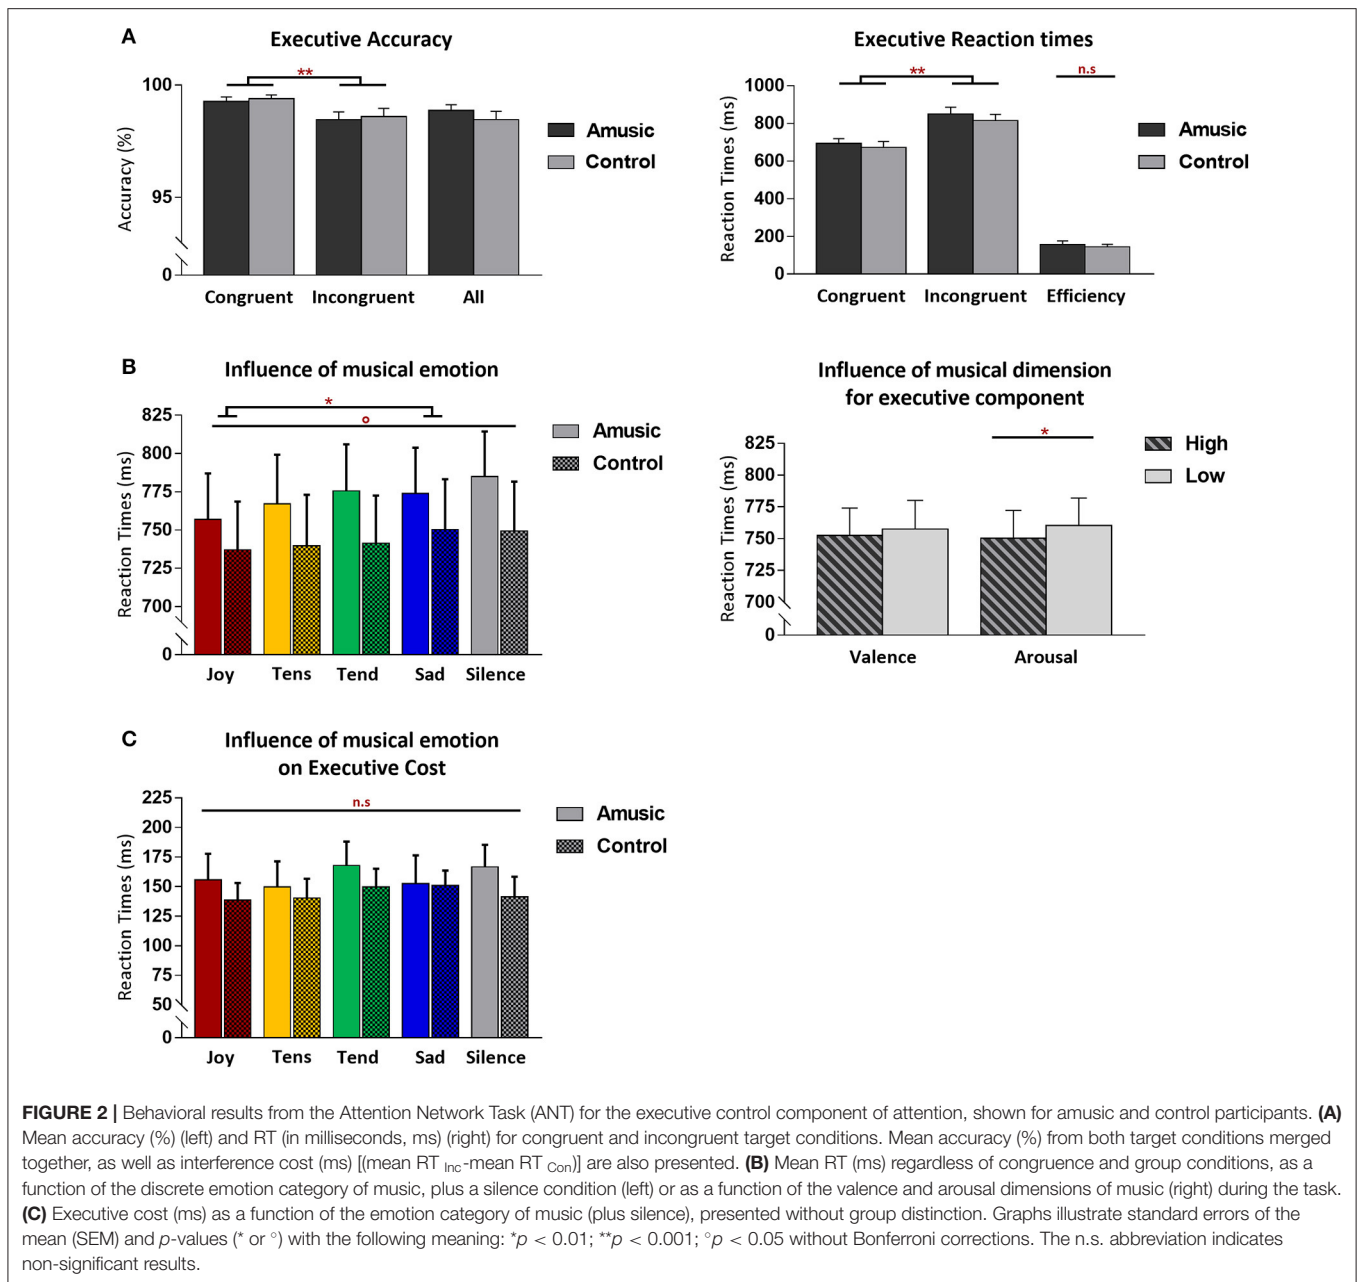 A
Executive Accuracy
**
100
95
0
Accuracy (%)
Congruent Incongruent All
Amusic
Control
Executive Reaction times
**
n.s
1000
800
600
400
200
0
Reaction Times (ms)
Congruent Incongruent Efficiency
Amusic
Control
B
Influence of musical emotion
*
°
825
800
775
750
725
700
0
Reaction Times (ms)
Joy Tens Tend Sad Silence
Amusic
Control
Influence of musical dimension
for executive component
*
825
800
775
750
725
700
0
Reaction Times (ms)
Valence Arousal
High
Low
C
Influence of musical emotion
on Executive Cost
n.s
225
200
175
150
125
100
75
50
0
Reaction Times (ms)
Joy Tens Tend Sad Silence
Amusic
Control
FIGURE 2 | Behavioral results from the Attention Network Task (ANT) for the executive control component of attention, shown for amusic and control participants. (A)
Mean accuracy (%) (left) and RT (in milliseconds, ms) (right) for congruent and incongruent target conditions. Mean accuracy (%) from both target conditions merged
together, as well as interference cost (ms) [(mean RT Inc-mean RT Con)] are also presented. (B) Mean RT (ms) regardless of congruence and group conditions, as a
function of the discrete emotion category of music, plus a silence condition (left) or as a function of the valence and arousal dimensions of music (right) during the task.
(C) Executive cost (ms) as a function of the emotion category of music (plus silence), presented without group distinction. Graphs illustrate standard errors of the
mean (SEM) and p-values (* or °) with the following meaning: *p < 0.01; **p < 0.001; °p < 0.05 without Bonferroni corrections. The n.s. abbreviation indicates
non-significant results.